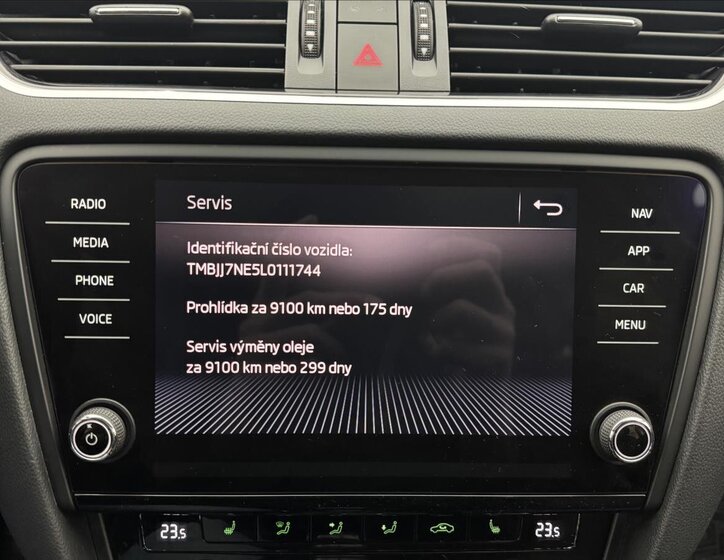 Servis
RADIO
MEDIA
PHONE
VOICE
Identifikační číslo vozidla:
TMBJJ7NE5L0111744
Prohlídka za 9100 km nebo 175 dny
Servis výměny oleje
za 9100 km nebo 299 dny
NAV
APP
CAR
MENU
23.5
23.5